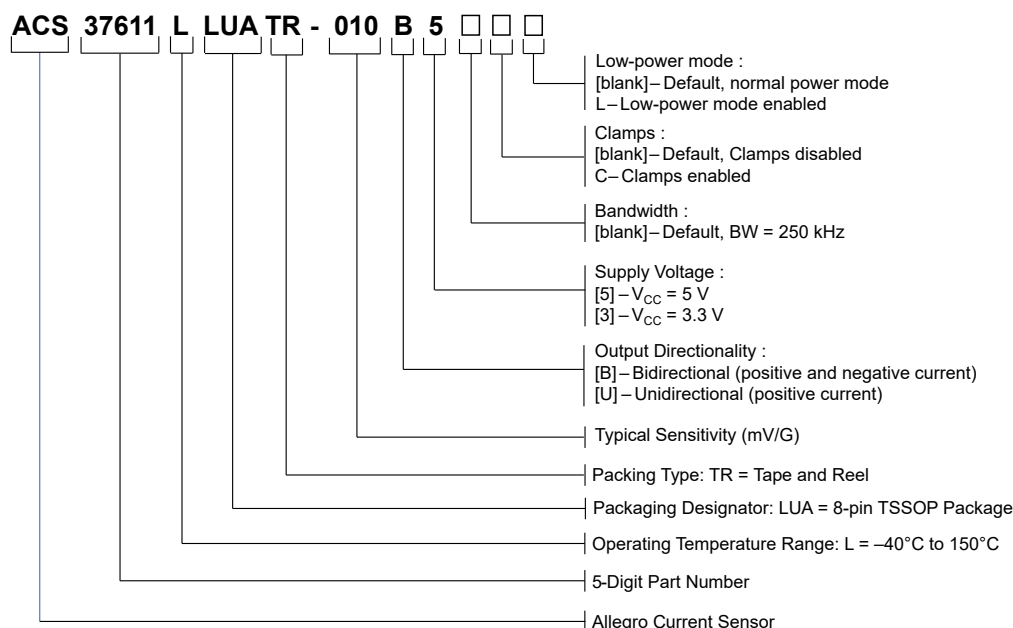 ACS 37611 L LUA TR - 010 B 5 □ □ □
Low-power mode :
[blank]– Default, normal power mode
L– Low-power mode enabled
Clamps :
[blank]– Default, Clamps disabled
C– Clamps enabled
Bandwidth :
[blank]– Default, BW = 250 kHz
Supply Voltage :
[5] – VCC = 5 V
[3] – VCC = 3.3 V
Output Directionality :
[B] – Bidirectional (positive and negative current)
[U] – Unidirectional (positive current)
Typical Sensitivity (mV/G)
Packing Type: TR = Tape and Reel
Packaging Designator: LUA = 8-pin TSSOP Package
Operating Temperature Range: L = –40°C to 150°C
5-Digit Part Number
Allegro Current Sensor